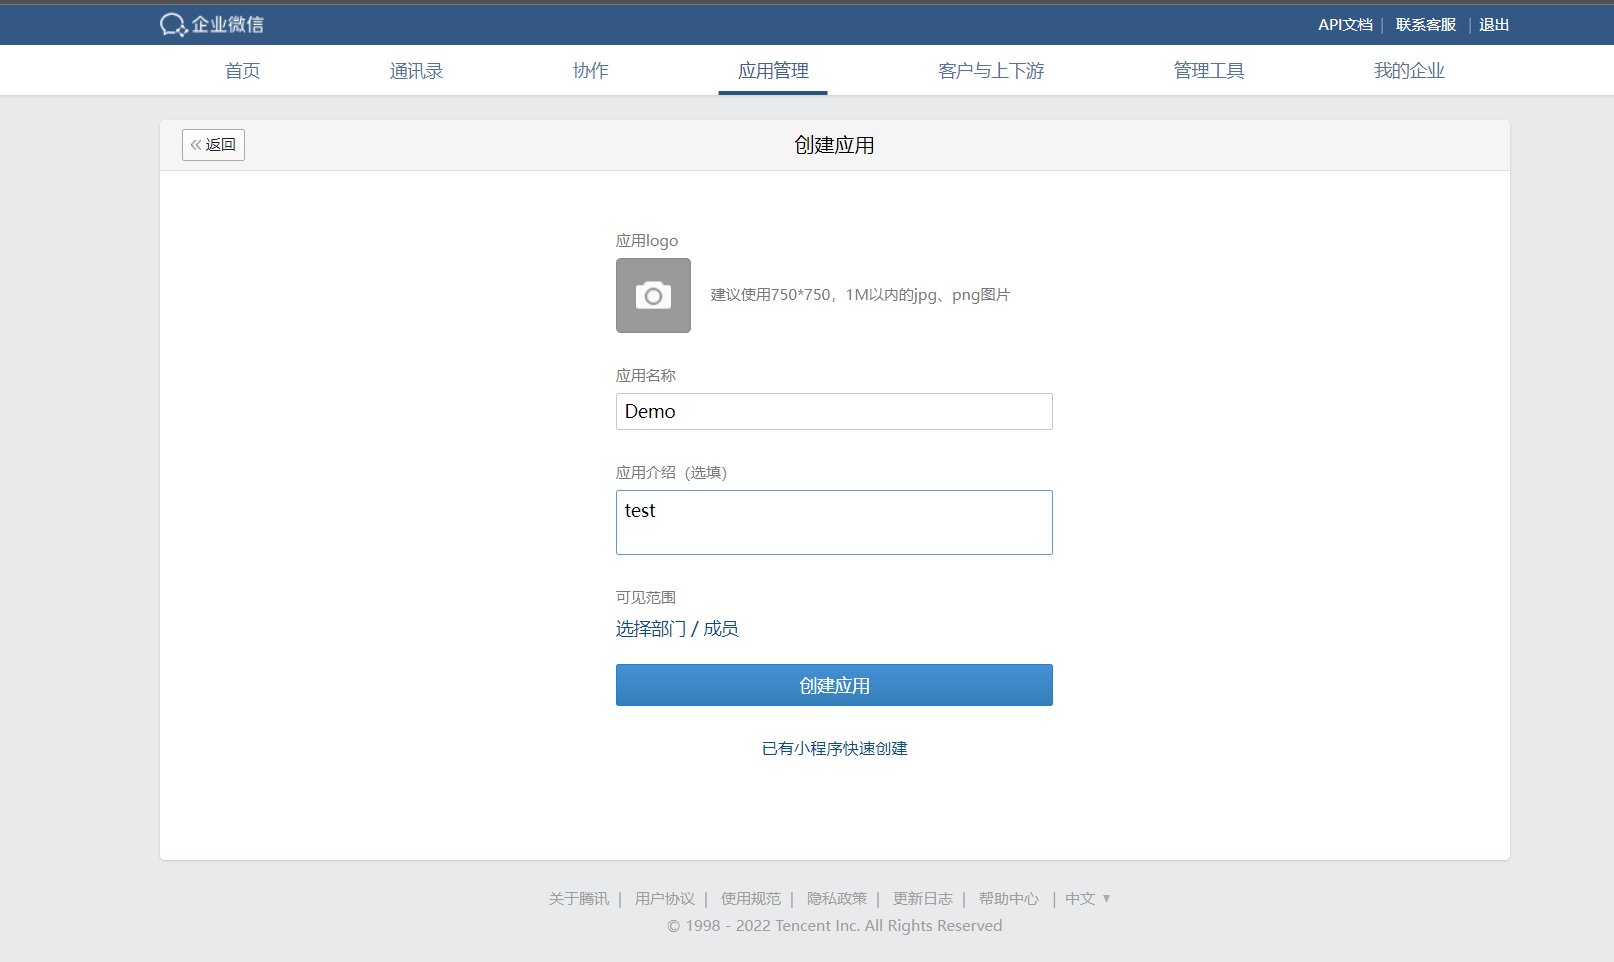 企业微信
API文档 | 联系客服 | 退出
首页 通讯录 协作 应用管理 客户与上下游 管理工具 我的企业
« 返回
创建应用
应用logo
建议使用750*750，1M以内的jpg、png图片
应用名称
Demo
应用介绍（选填）
test
可见范围
选择部门 / 成员
创建应用
已有小程序快速创建
关于腾讯 | 用户协议 | 使用规范 | 隐私政策 | 更新日志 | 帮助中心 | 中文 ▼
© 1998 - 2022 Tencent Inc. All Rights Reserved